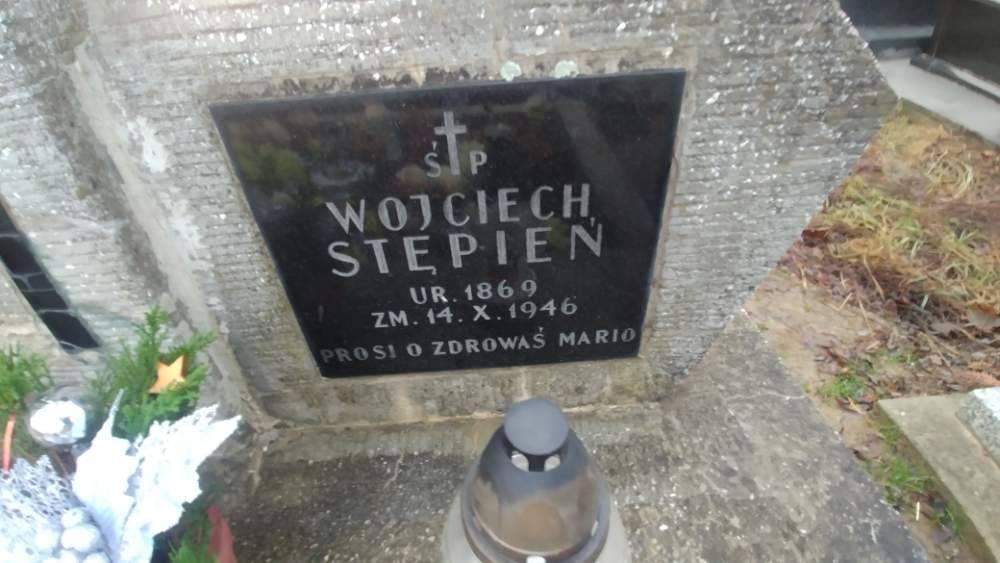 Ś P
WOJCIECH
STĘPIEŃ
UR. 1869
ZM. 14. X. 1946
PROSI O ZDROWAŚ MARIO